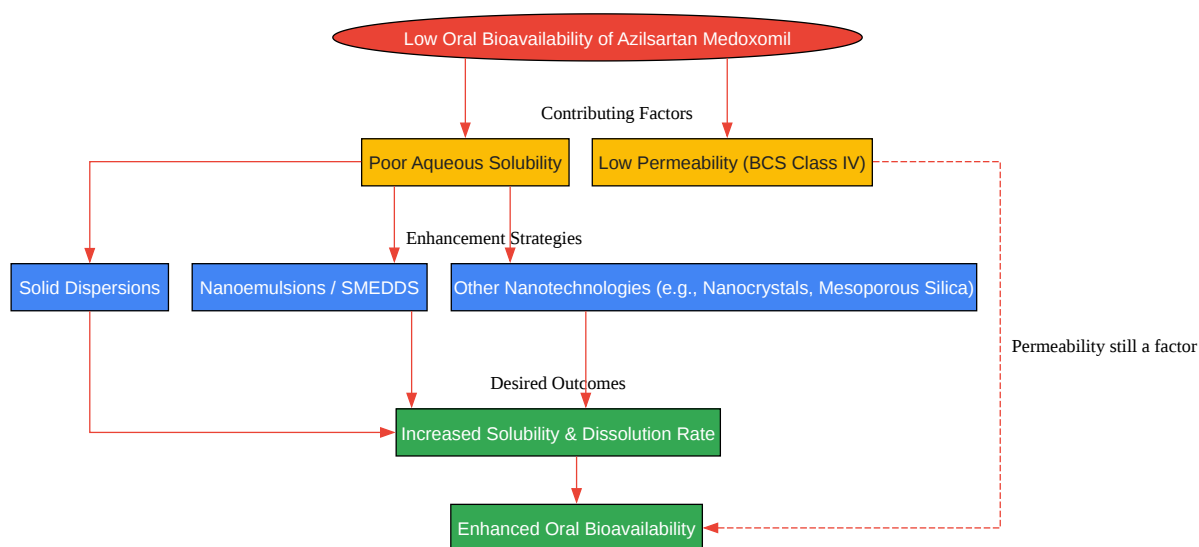 Low Oral Bioavailability of Azilsartan Medoxomil
Contributing Factors
Poor Aqueous Solubility
Low Permeability (BCS Class IV)
Enhancement Strategies
Solid Dispersions
Nanoemulsions / SMEDDS
Other Nanotechnologies (e.g., Nanocrystals, Mesoporous Silica)
Permeability still a factor
Desired Outcomes
Increased Solubility & Dissolution Rate
Enhanced Oral Bioavailability